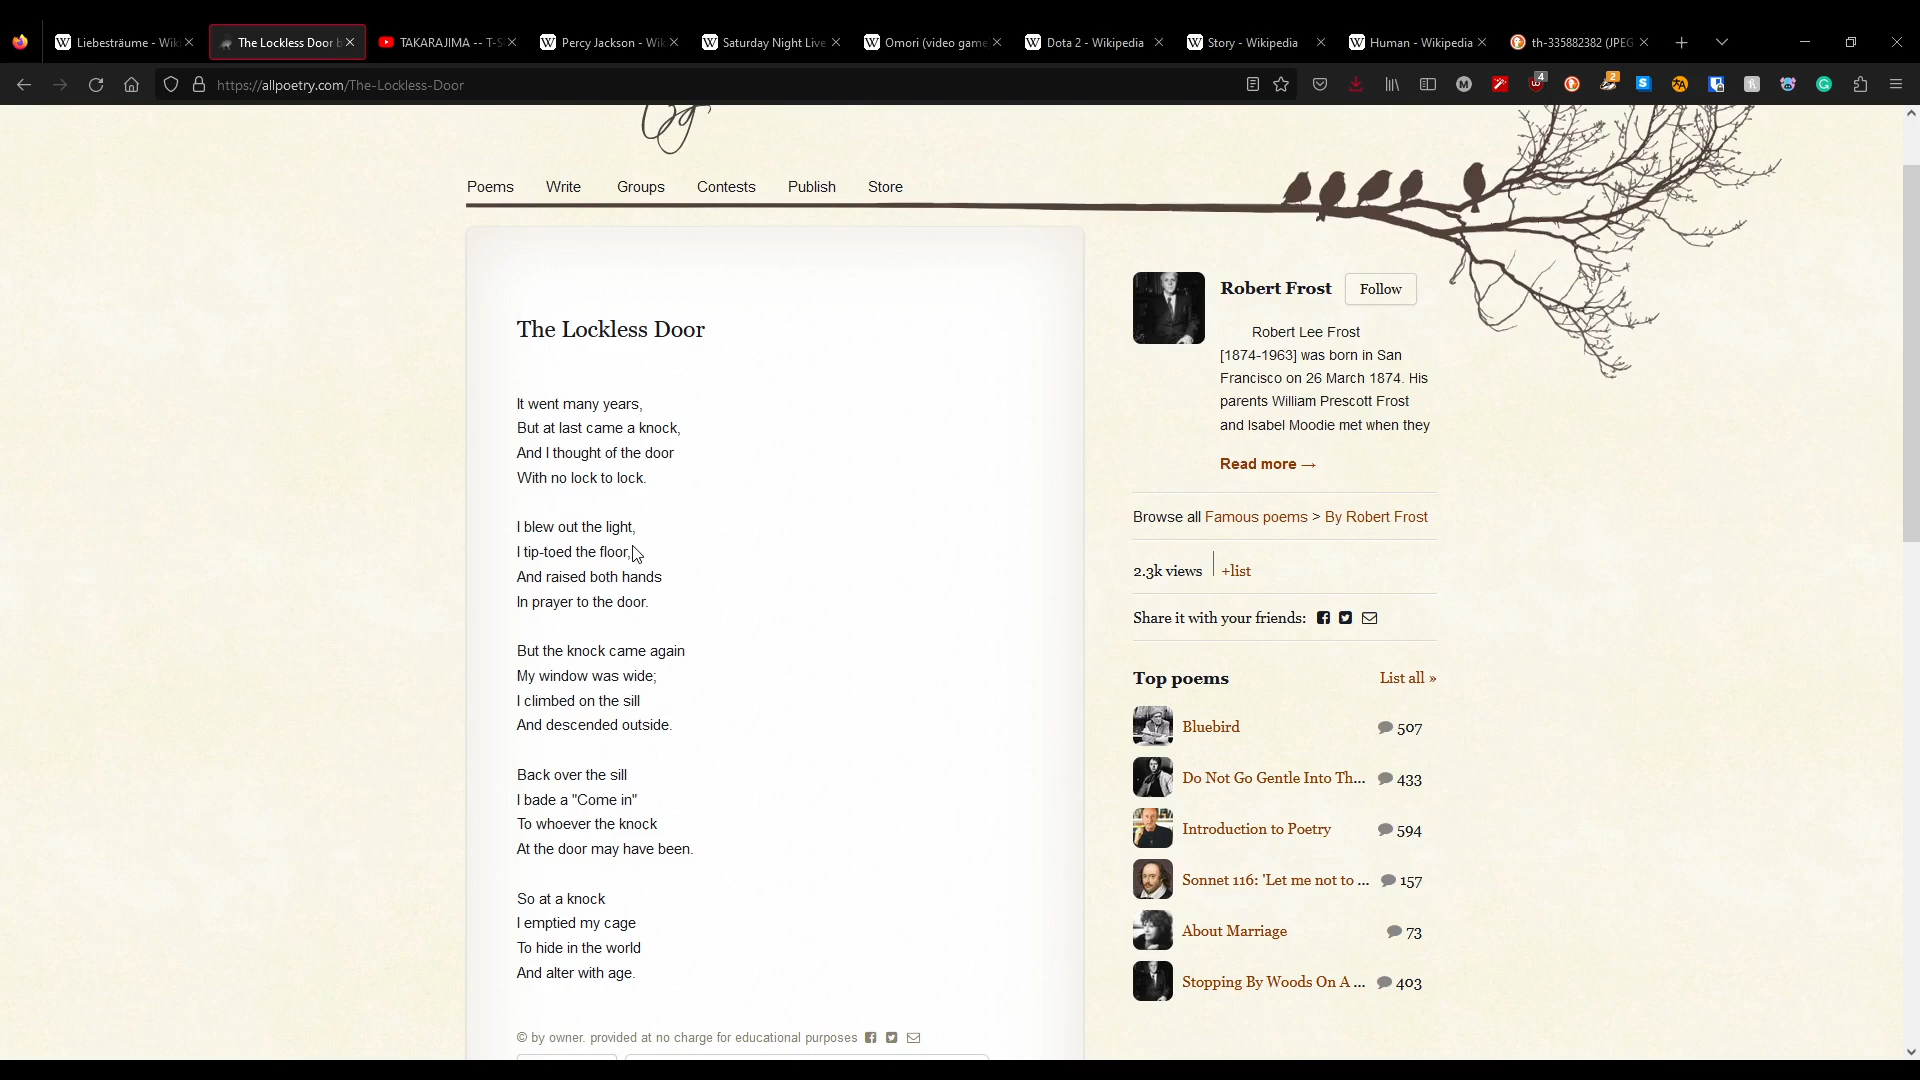 Liebesträume - Wiki
The Lockless Door b
TAKARAJIMA -- T-S
Percy Jackson - Wik
Saturday Night Live
Omori (video game
Dota 2 - Wikipedia
Story - Wikipedia
Human - Wikipedia
th-335882382 (JPEG
https://allpoetry.com/The-Lockless-Door
4
2
Poems
Write
Groups
Contests
Publish
Store
The Lockless Door
It went many years,
But at last came a knock,
And I thought of the door
With no lock to lock.
I blew out the light,
I tip-toed the floor,
And raised both hands
In prayer to the door.
But the knock came again
My window was wide;
I climbed on the sill
And descended outside.
Back over the sill
I bade a "Come in"
To whoever the knock
At the door may have been.
So at a knock
I emptied my cage
To hide in the world
And alter with age.
© by owner. provided at no charge for educational purposes
Robert Frost
Follow
Robert Lee Frost
[1874-1963] was born in San
Francisco on 26 March 1874. His
parents William Prescott Frost
and Isabel Moodie met when they
Read more →
Browse all Famous poems > By Robert Frost
2.3k views
+list
Share it with your friends:
Top poems
List all »
Bluebird
507
Do Not Go Gentle Into Th...
433
Introduction to Poetry
594
Sonnet 116: 'Let me not to ...
157
About Marriage
73
Stopping By Woods On A ...
403